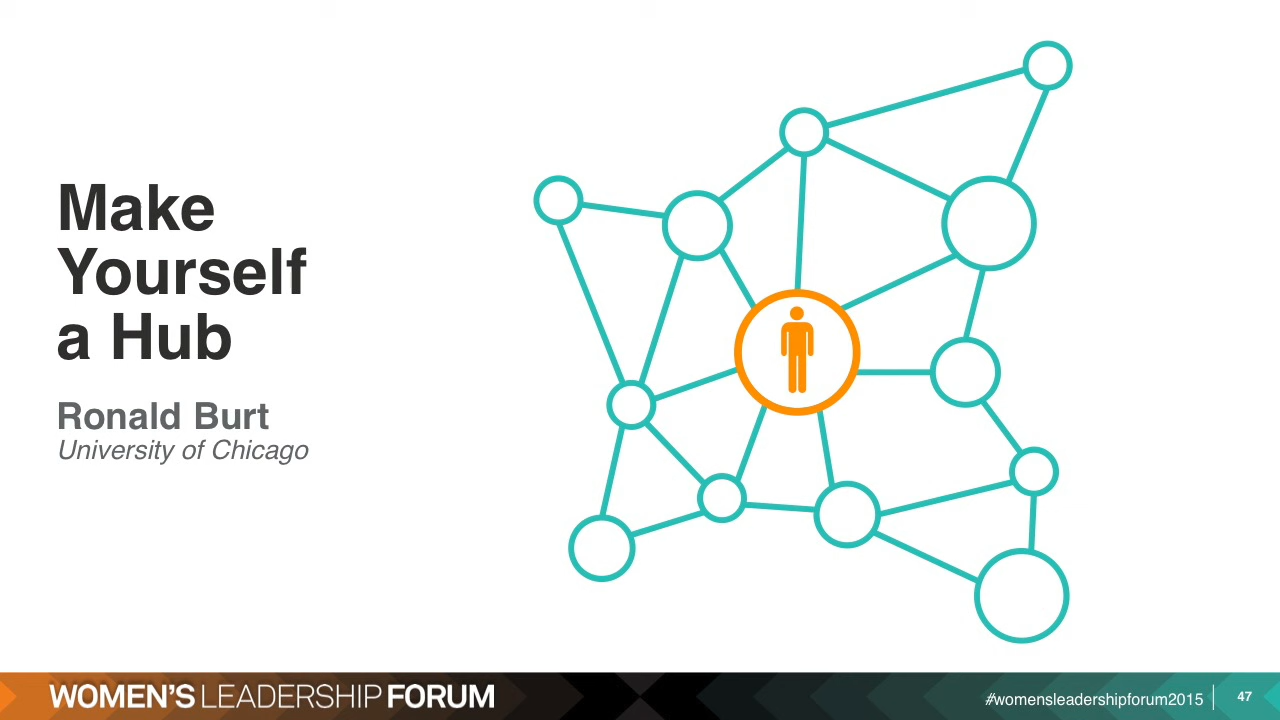 Make
Yourself
a Hub
Ronald Burt
University of Chicago
WOMEN'S LEADERSHIP FORUM
#womensleadershipforum2015
47